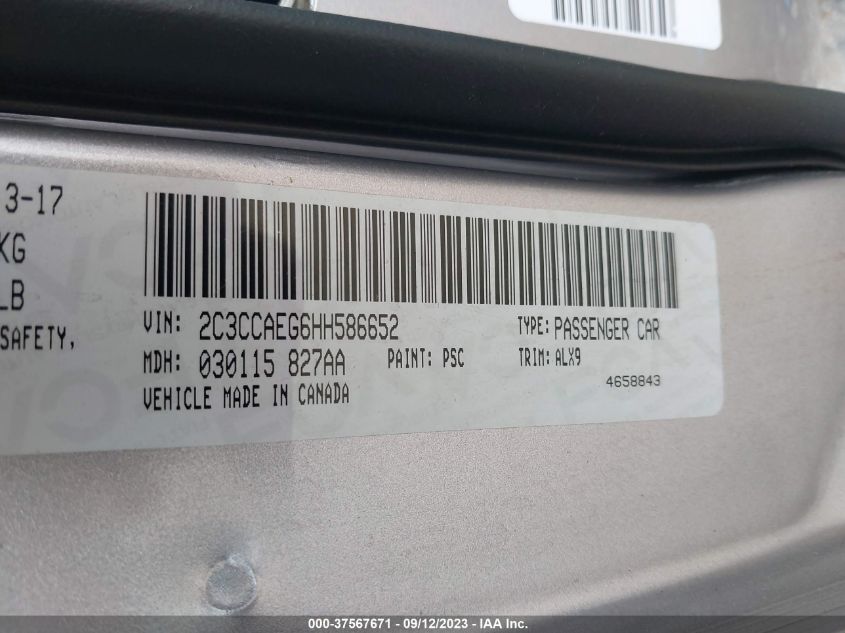 3-17
KG
LB
SAFETY,
VIN: 2C3CCAEG6HH586652 TYPE: PASSENGER CAR
MDH: 030115 827AA PAINT: PSC TRIM: ALX9
VEHICLE MADE IN CANADA 4658843
000-37567671 - 09/12/2023 - IAA Inc.